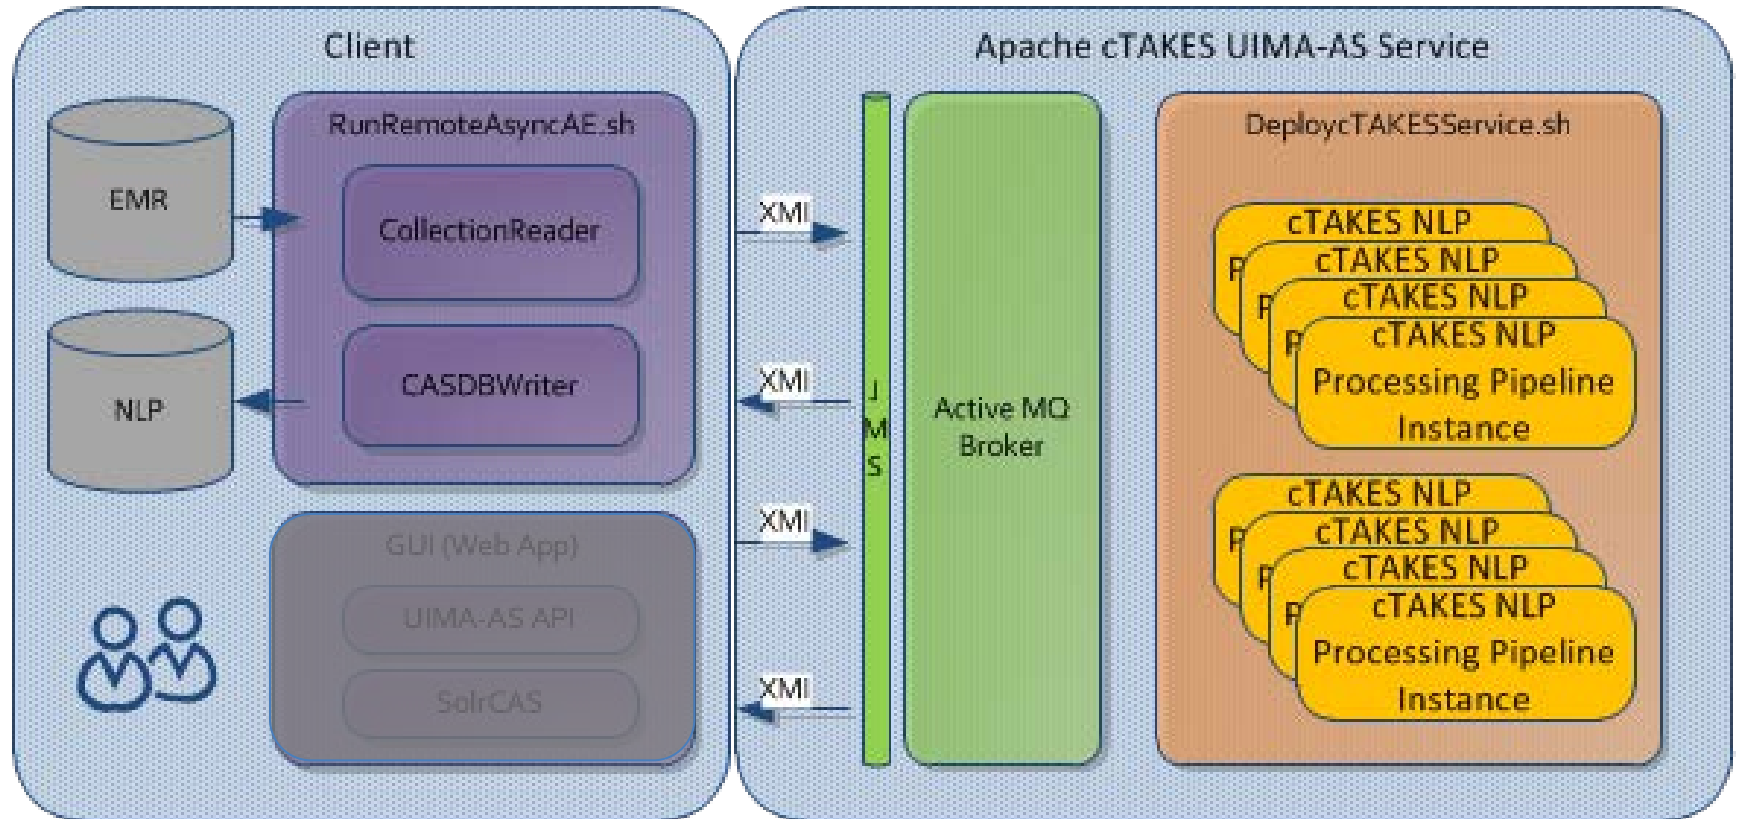 Client
EMR
NLP
RunRemoteAsyncAE.sh
CollectionReader
CASDBWriter
GUI (Web App)
UIMA-AS API
SolrCAS
XMI
XMI
XMI
XMI
Apache cTAKES UIMA-AS Service
J
M
S
Active MQ
Broker
DeploycTAKESService.sh
cTAKES NLP
P
cTAKES NLP
P
cTAKES NLP
P
cTAKES NLP
Processing Pipeline
Instance
cTAKES NLP
P
cTAKES NLP
P
cTAKES NLP
P
cTAKES NLP
Processing Pipeline
Instance